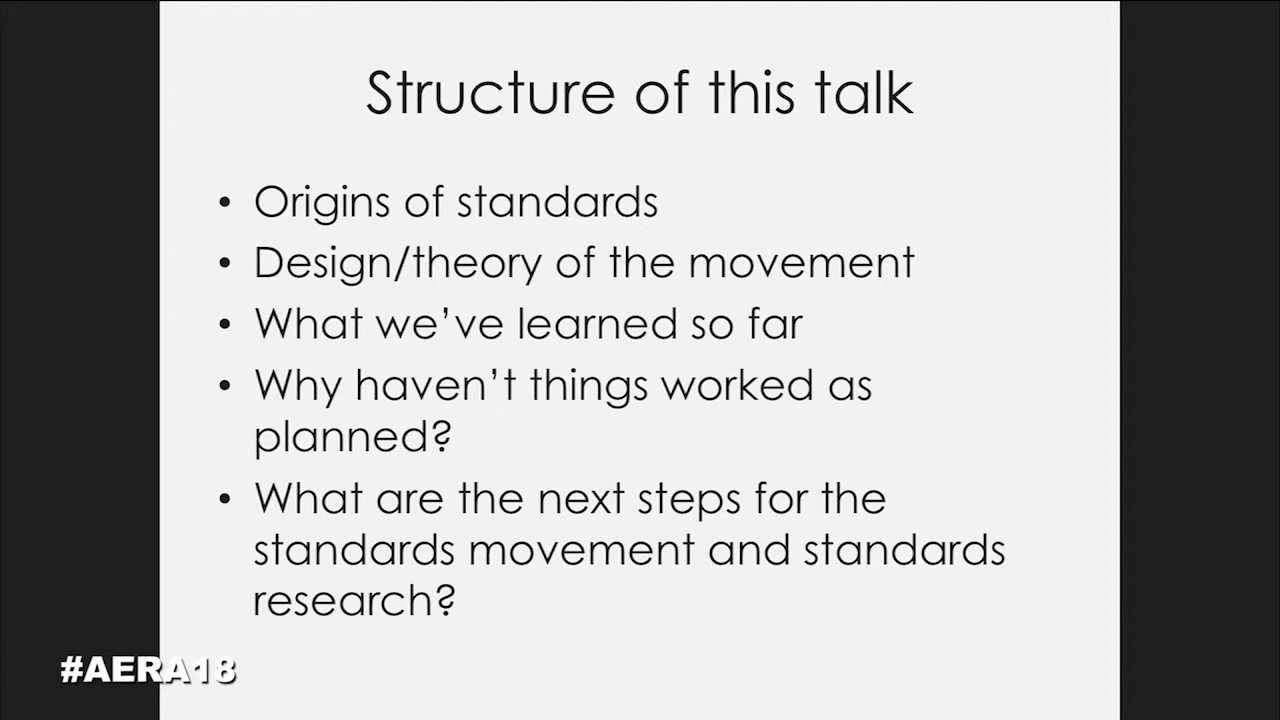 Structure of this talk
• Origins of standards
• Design/theory of the movement
• What we’ve learned so far
• Why haven’t things worked as
planned?
• What are the next steps for the
standards movement and standards
research?
#AERA18